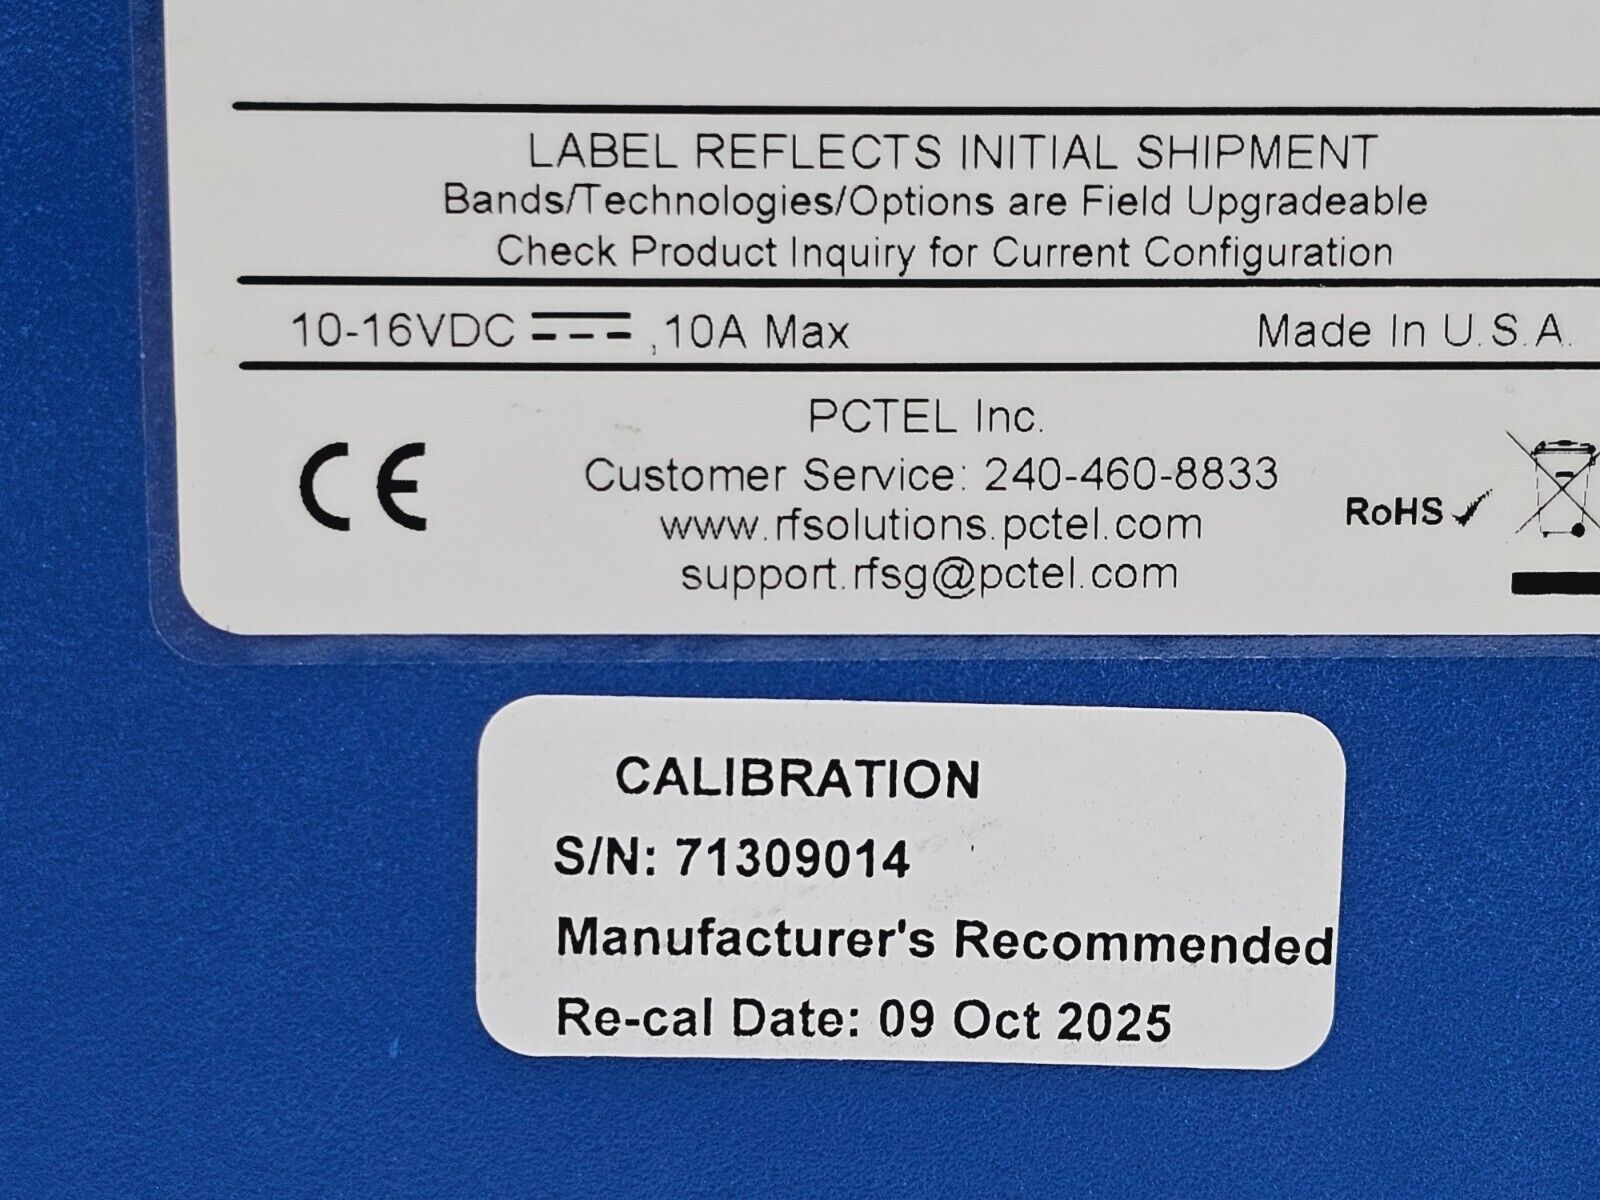 LABEL REFLECTS INITIAL SHIPMENT
Bands/Technologies/Options are Field Upgradeable
Check Product Inquiry for Current Configuration
10-16VDC , 10A Max Made In U.S.A.
PCTEL Inc.
CE
Customer Service: 240-460-8833
www.rfsolutions.pctel.com
RoHS
support.rfsg@pctel.com
CALIBRATION
S/N: 71309014
Manufacturer's Recommended
Re-cal Date: 09 Oct 2025